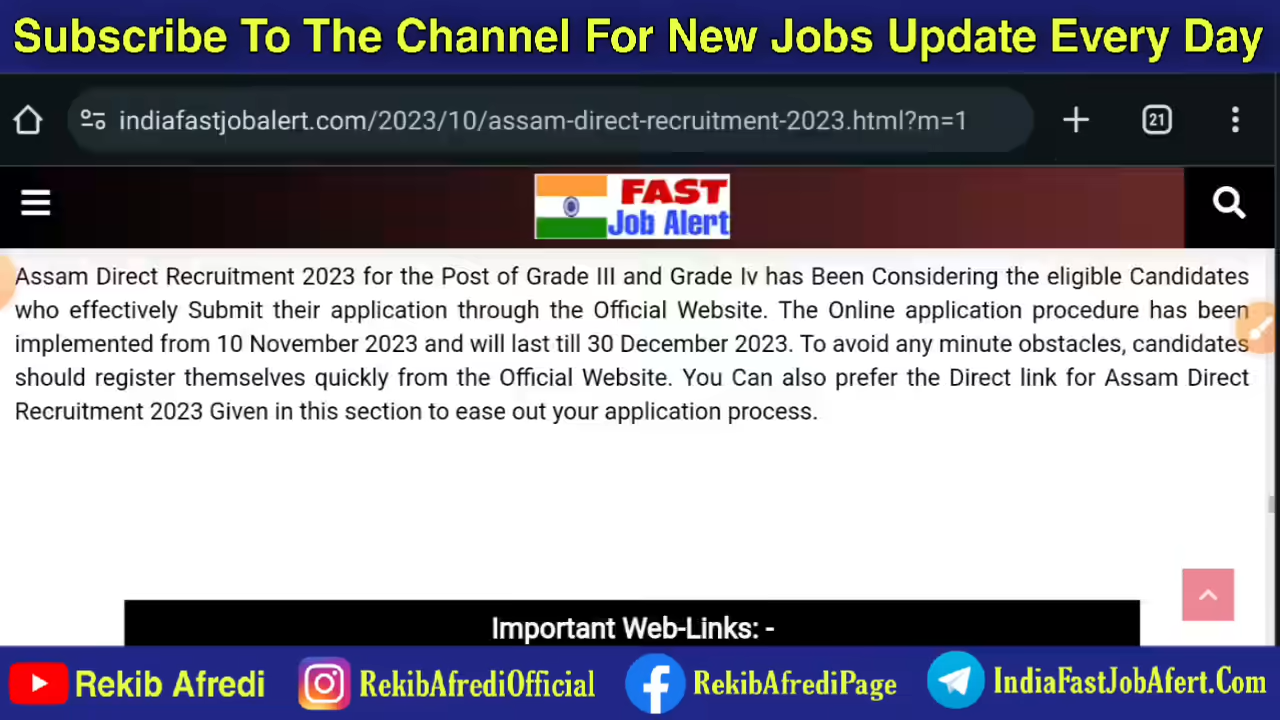 Subscribe To The Channel For New Jobs Update Every Day
indiafastjobalert.com/2023/10/assam-direct-recruitment-2023.html?m=1
21
FAST
Job Alert
Assam Direct Recruitment 2023 for the Post of Grade III and Grade Iv has Been Considering the eligible Candidates
who effectively Submit their application through the Official Website. The Online application procedure has been
implemented from 10 November 2023 and will last till 30 December 2023. To avoid any minute obstacles, candidates
should register themselves quickly from the Official Website. You Can also prefer the Direct link for Assam Direct
Recruitment 2023 Given in this section to ease out your application process.
Important Web-Links: -
Rekib Afredi
RekibAfrediOfficial
RekibAfrediPage
IndiaFastJobAfert.Com